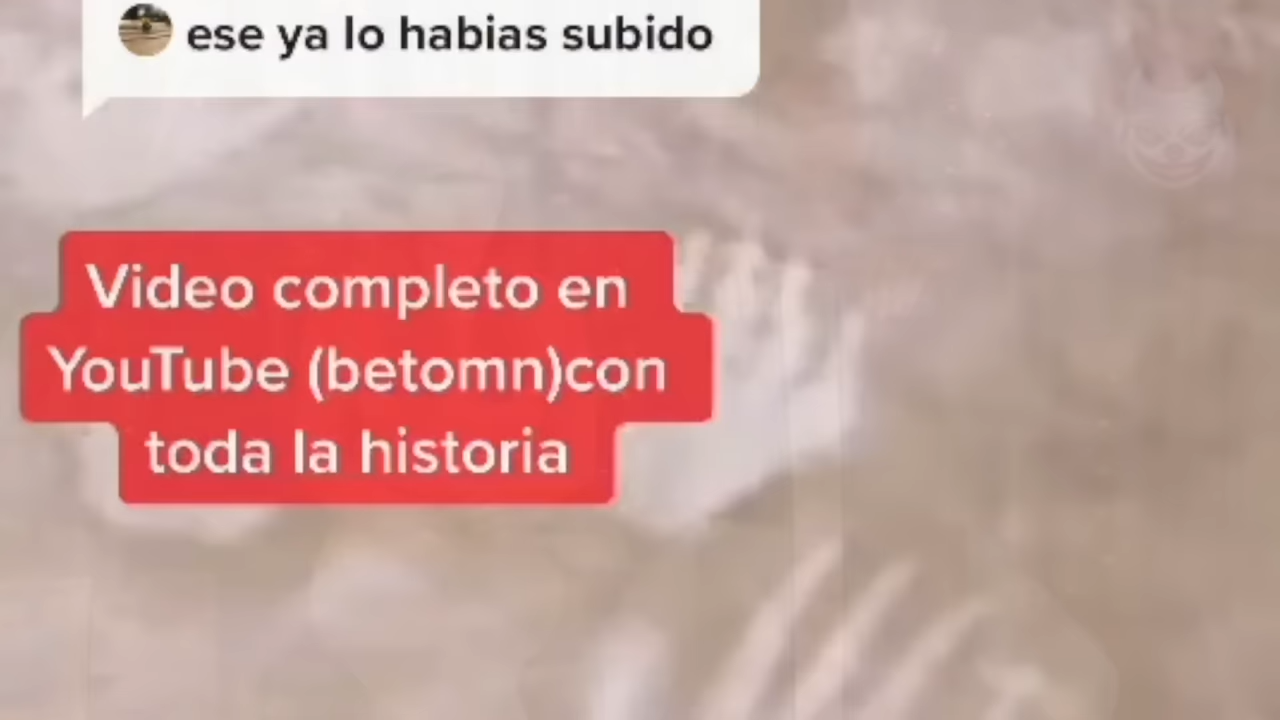 ese ya lo habias subido
Video completo en
YouTube (betomn)con
toda la historia